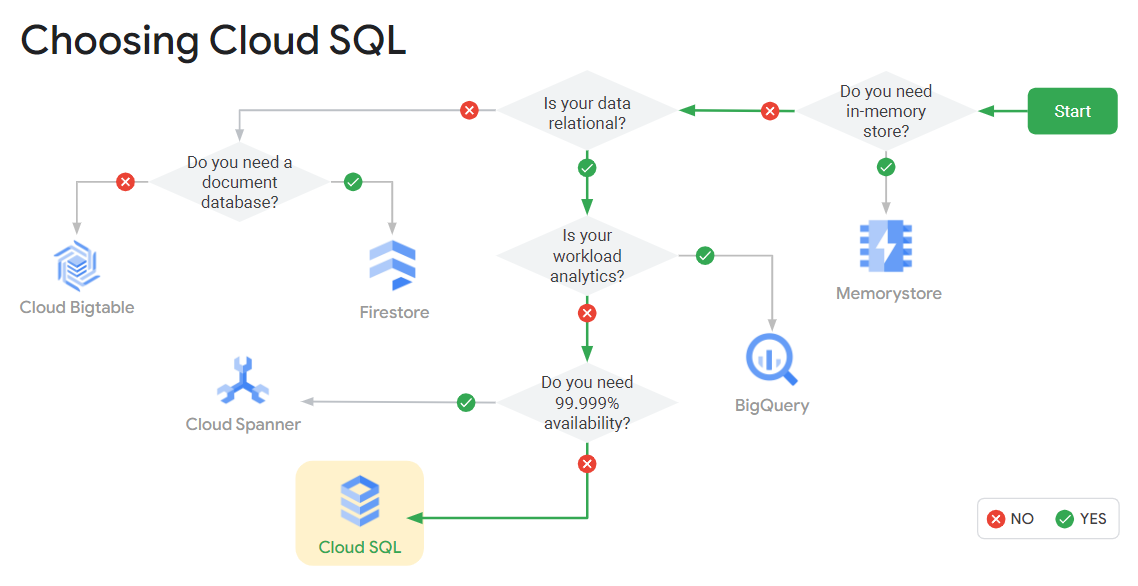 Choosing Cloud SQL
Start
Do you need
in-memory
store?
Is your data
relational?
Do you need a
document
database?
Is your
workload
analytics?
Cloud Bigtable
Firestore
Memorystore
Do you need
99.999%
availability?
BigQuery
Cloud Spanner
Cloud SQL
NO
YES